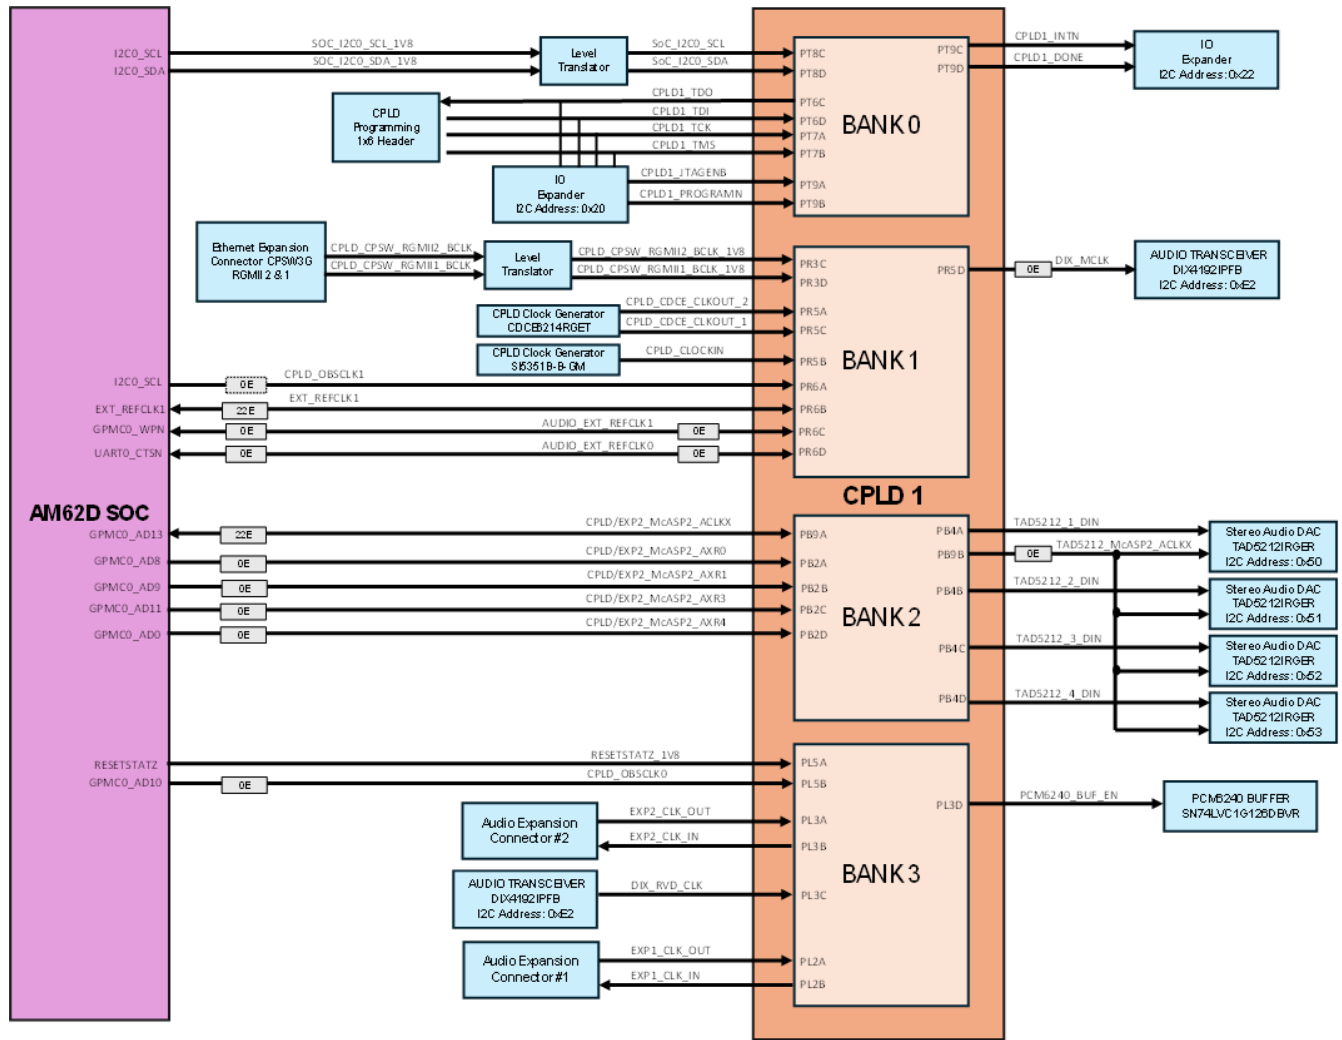 I2C0_SCL
SOC_I2C0_SCL_1V8
Level
Translator
SoC_I2C0_SCL
PT8C
I2C0_SDA
SOC_I2C0_SDA_1V8
SoC_I2C0_SDA
PT8D
PT9C
CPLD1_INTN
PT9D
CPLD1_DONE
IO
Expander
I2C Address: 0x22
CPLD
Programming
1x6 Header
CPLD1_TDO
PT6C
CPLD1_TDI
PT6D
CPLD1_TCK
PT7A
CPLD1_TMS
PT7B
BANK 0
IO
Expander
I2C Address: 0x20
CPLD1_JTAGENB
PT9A
CPLD1_PROGRAMN
PT9B
Ethernet Expansion
Connector CPSW3G
RGMII 2 & 1
CPLD_CPSW_RGMII2_BCLK
CPLD_CPSW_RGMII1_BCLK
Level
Translator
CPLD_CPSW_RGMII2_BCLK_1V8
PR3C
CPLD_CPSW_RGMII1_BCLK_1V8
PR3D
PR5D
0E
DIX_MCLK
AUDIO TRANSCEIVER
DIX4192IPFB
I2C Address: 0xE2
CPLD Clock Generator
CDCE6214RGET
CPLD_CDCE_CLKOUT_2
PR5A
CPLD_CDCE_CLKOUT_1
PR5C
CPLD Clock Generator
SI5351B-B-GM
CPLD_CLOCKIN
PR5B
BANK 1
I2C0_SCL
0E
CPLD_OBSCLK1
PR6A
EXT_REFCLK1
22E
EXT_REFCLK1
PR6B
GPMC0_WPN
0E
AUDIO_EXT_REFCLK1
0E
PR6C
UART0_CTSN
0E
AUDIO_EXT_REFCLK0
0E
PR6D
AM62D SOC
CPLD 1
GPMC0_AD13
22E
CPLD/EXP2_McASP2_ACLKX
PB9A
GPMC0_AD8
0E
CPLD/EXP2_McASP2_AXR0
PB2A
GPMC0_AD9
0E
CPLD/EXP2_McASP2_AXR1
PB2B
GPMC0_AD11
0E
CPLD/EXP2_McASP2_AXR3
PB2C
GPMC0_AD0
0E
CPLD/EXP2_McASP2_AXR4
PB2D
BANK 2
PB4A
TAD5212_1_DIN
PB9B
0E
TAD5212_McASP2_ACLKX
Stereo Audio DAC
TAD5212IRGER
I2C Address: 0x50
PB4B
TAD5212_2_DIN
Stereo Audio DAC
TAD5212IRGER
I2C Address: 0x51
PB4C
TAD5212_3_DIN
Stereo Audio DAC
TAD5212IRGER
I2C Address: 0x52
PB4D
TAD5212_4_DIN
Stereo Audio DAC
TAD5212IRGER
I2C Address: 0x53
RESETSTATZ
RESETSTATZ_1V8
PL5A
GPMC0_AD10
0E
CPLD_OBSCLK0
PL5B
Audio Expansion
Connector #2
EXP2_CLK_OUT
PL3A
EXP2_CLK_IN
PL3B
PL3D
PCM6240_BUF_EN
PCM6240 BUFFER
SN74LVC1G126DBVR
BANK 3
AUDIO TRANSCEIVER
DIX4192IPFB
I2C Address: 0xE2
DIX_RVD_CLK
PL3C
Audio Expansion
Connector #1
EXP1_CLK_OUT
PL2A
EXP1_CLK_IN
PL2B